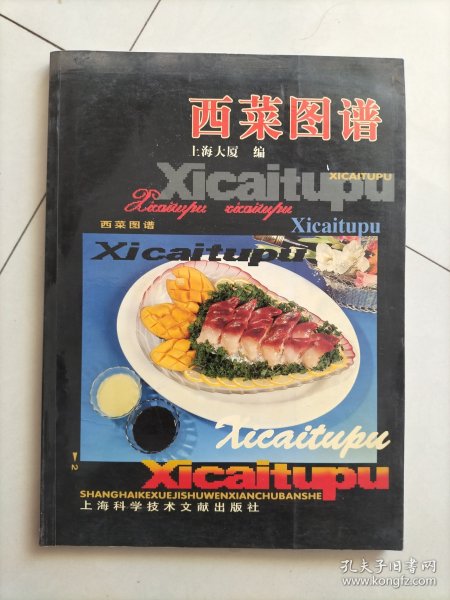 西菜图谱
上海大厦 编
Xicaitupu
XICAITUPU
Xicaitupu xicaitupu
西菜图谱
Xicaitupu
Xicaitupu
Xicaitupu
2
Xicaitupu
SHANGHAIKEXUEJISHUWENXIANCHUBANSHE
上海科学技术文献出版社
孔夫子旧书网
www.kongfz.com